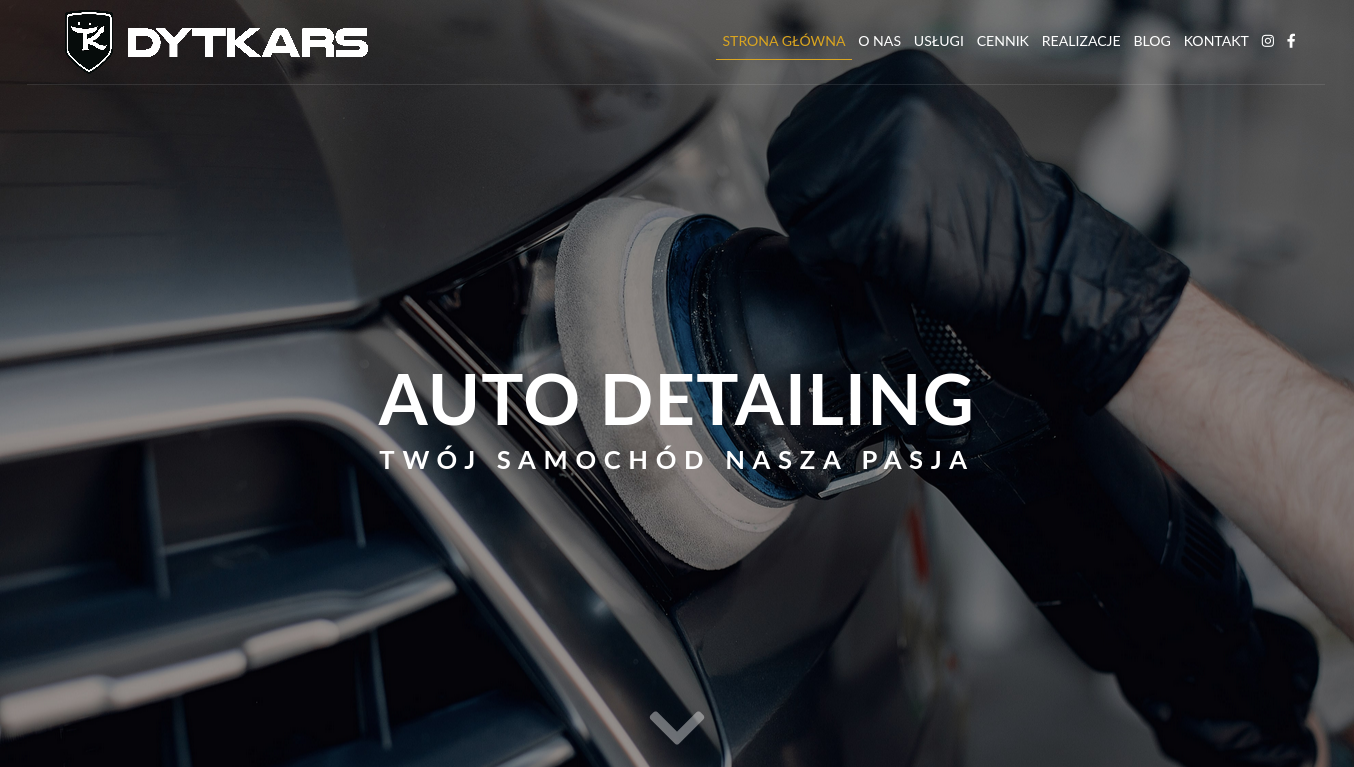 DYTKARS
STRONA GŁÓWNA O NAS USŁUGI CENNIK REALIZACJE BLOG KONTAKT
AUTO DETAILING
TWÓJ SAMOCHÓD NASZA PASJA